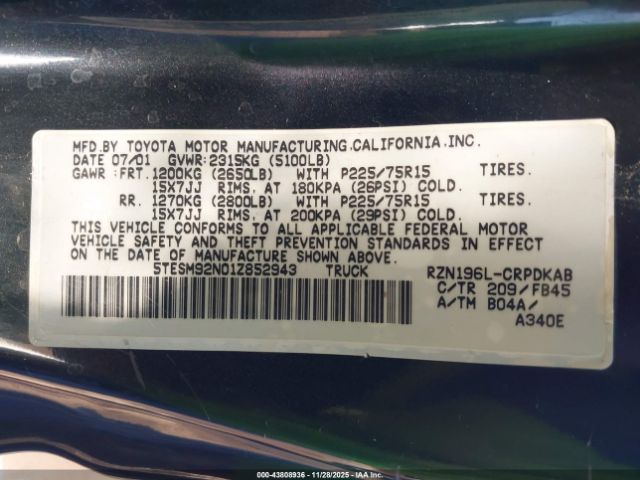 MFD.BY TOYOTA MOTOR MANUFACTURING,CALIFORNIA,INC.
DATE 07/01 GVWR:2315KG (5100LB)
GAWR :FRT. 1200KG (2650LB) WITH P225/75R15 TIRES.
15X7JJ RIMS, AT 180KPA (26PSI) COLD.
RR. 1270KG (2800LB) WITH P225/75R15 TIRES.
15X7JJ RIMS, AT 200KPA (29PSI) COLD.
THIS VEHICLE CONFORMS TO ALL APPLICABLE FEDERAL MOTOR
VEHICLE SAFETY AND THEFT PREVENTION STANDARDS IN EFFECT
ON THE DATE OF MANUFACTURE SHOWN ABOVE.
5TESM92N01Z852943 TRUCK RZN196L-CRPDKAB
C/TR 209/FB45
A/TM B04A/
A340E
000-43808936 | 11/28/2025 | IAAI